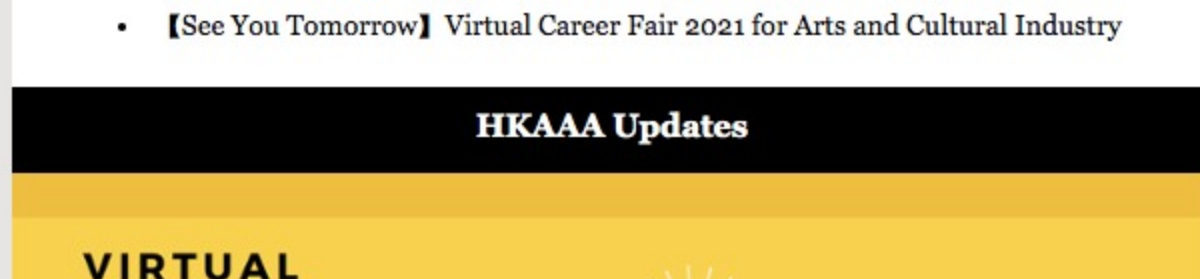 • 【See You Tomorrow】 Virtual Career Fair 2021 for Arts and Cultural Industry
HKAAA Updates
VIRTUAL